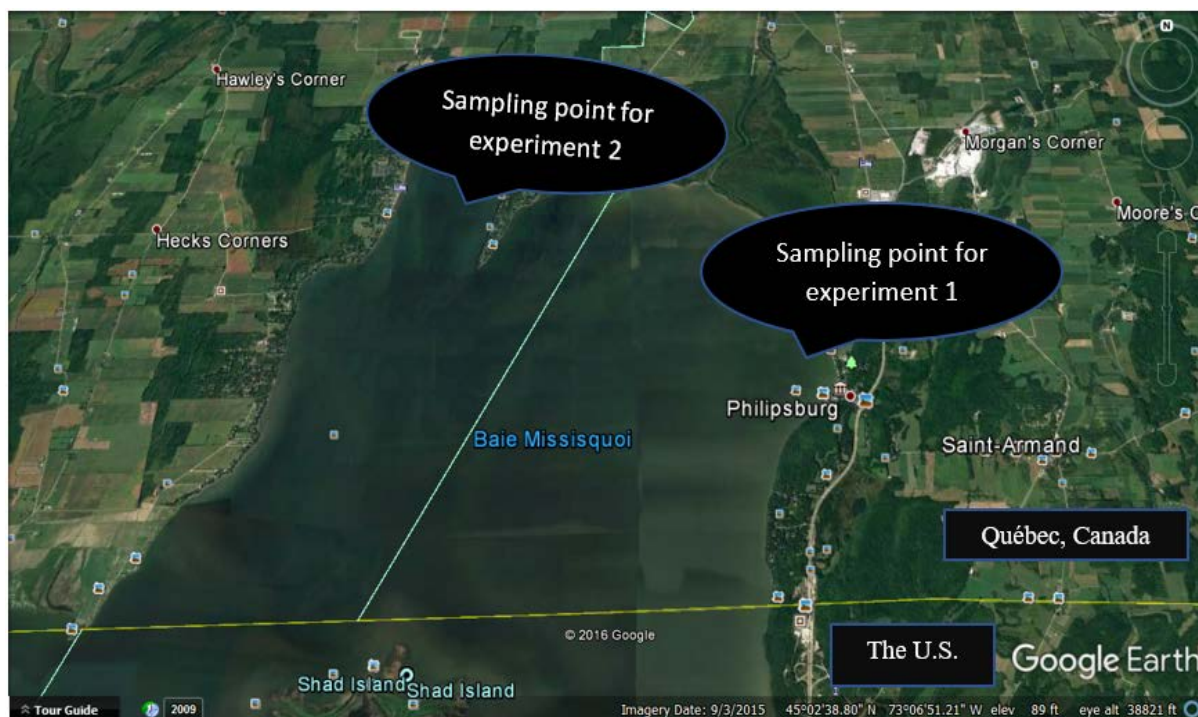 Hawley's Corner
Sampling point for
experiment 2
N
Morgan's Corner
Moore's C
Hecks Corners
Sampling point for
experiment 1
Philipsburg
Baie Missisquoi
Saint-Armand
Québec, Canada
© 2016 Google
The U.S.
Google Earth
Shad Island
Shad Island
Tour Guide
2009
Imagery Date: 9/3/2015 45°02'38.80" N 73°06'51.21" W elev 89 ft eye alt 38821 ft